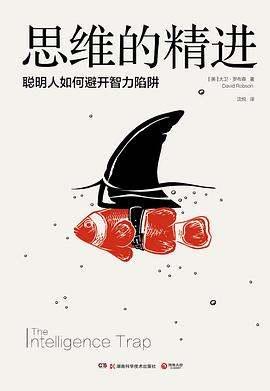 思维的精进
聪明人如何避开智力陷阱
[英]大卫·罗布森 著
David Robson
沈悦 译
The
Intelligence Trap
湖南科学技术出版社